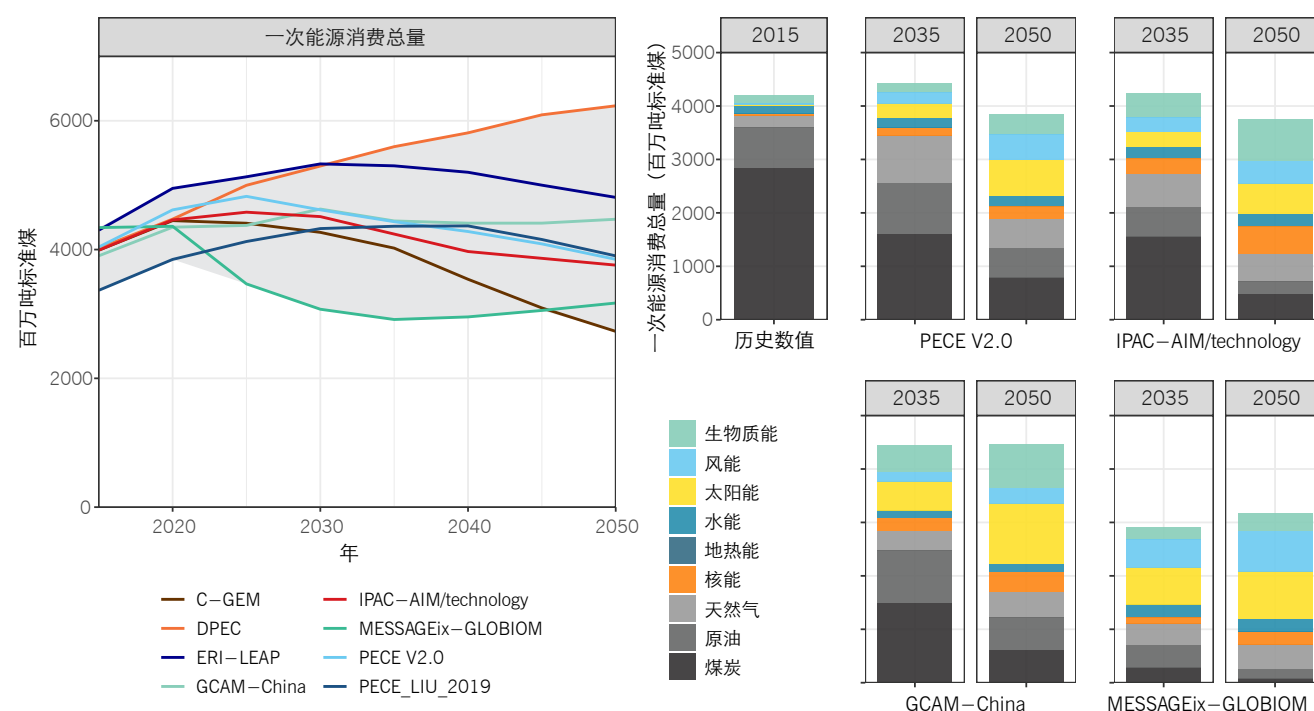 一次能源消费总量
百万吨标准煤
6000
4000
2000
0
2020
2030
2040
2050
年
C−GEM
DPEC
ERI−LEAP
GCAM−China
IPAC−AIM/technology
MESSAGEix−GLOBIOM
PECE V2.0
PECE_LIU_2019
一次能源消费总量（百万吨标准煤）
5000
4000
3000
2000
1000
0
2015
历史数值
2035
2050
PECE V2.0
2035
2050
IPAC−AIM/technology
生物质能
风能
太阳能
水能
地热能
核能
天然气
原油
煤炭
2035
2050
GCAM−China
2035
2050
MESSAGEix−GLOBIOM